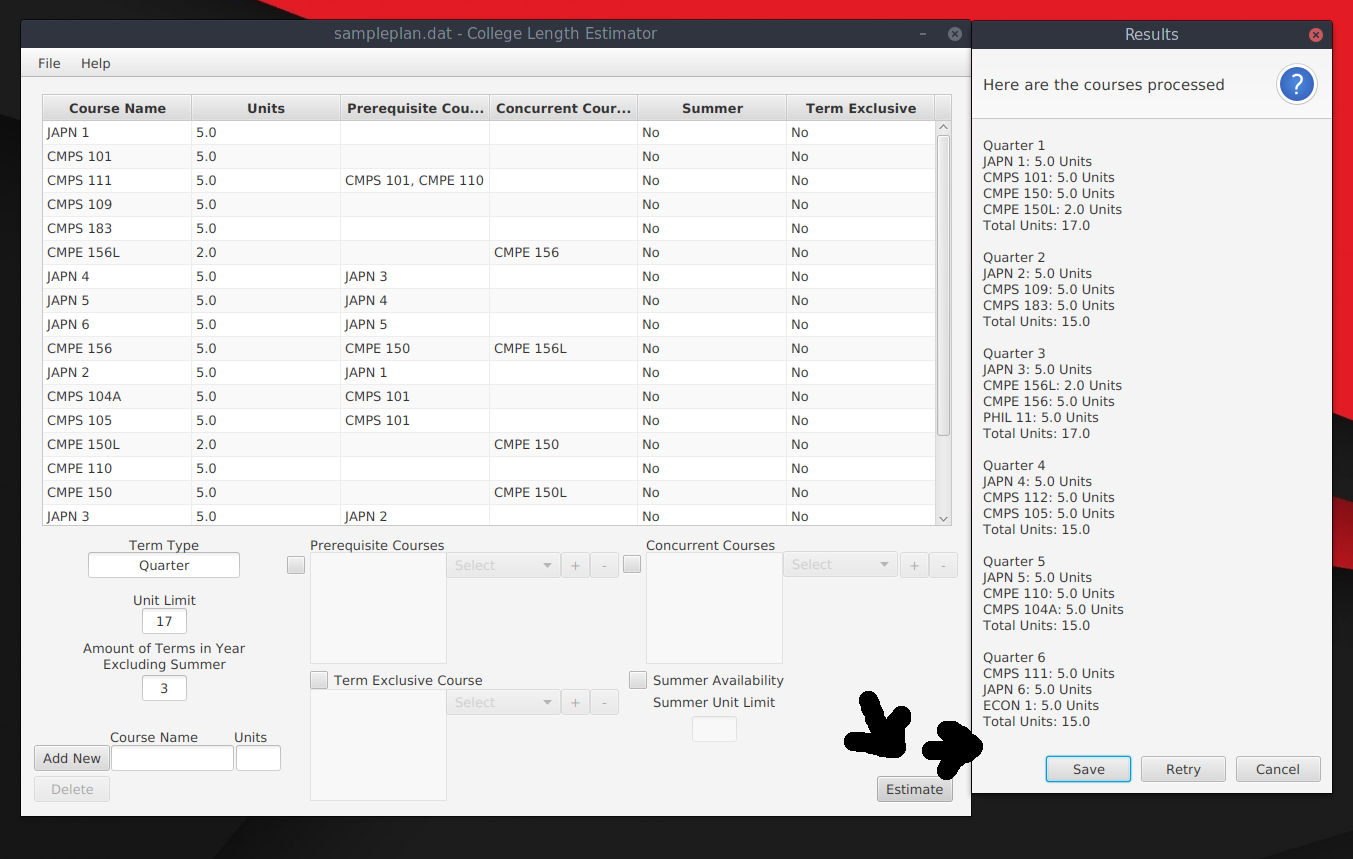 sampleplan.dat - College Length Estimator
File Help
Course Name Units Prerequisite Cou... Concurrent Cour... Summer Term Exclusive
JAPN 1 5.0 No No
CMPS 101 5.0 No No
CMPS 111 5.0 CMPS 101, CMPE 110 No No
CMPS 109 5.0 No No
CMPS 183 5.0 No No
CMPE 156L 2.0 CMPE 156 No No
JAPN 4 5.0 JAPN 3 No No
JAPN 5 5.0 JAPN 4 No No
JAPN 6 5.0 JAPN 5 No No
CMPE 156 5.0 CMPE 150 CMPE 156L No No
JAPN 2 5.0 JAPN 1 No No
CMPS 104A 5.0 CMPS 101 No No
CMPS 105 5.0 CMPS 101 No No
CMPE 150L 2.0 CMPE 150 No No
CMPE 110 5.0 No No
CMPE 150 5.0 CMPE 150L No No
JAPN 3 5.0 JAPN 2 No No
Term Type
Quarter
Unit Limit
17
Amount of Terms in Year
Excluding Summer
3
Prerequisite Courses
Select + -
Concurrent Courses
Select + -
Term Exclusive Course
Select + -
Summer Availability
Summer Unit Limit
Course Name Units
Add New
Delete
Estimate
Results
Here are the courses processed
?
Quarter 1
JAPN 1: 5.0 Units
CMPS 101: 5.0 Units
CMPE 150: 5.0 Units
CMPE 150L: 2.0 Units
Total Units: 17.0
Quarter 2
JAPN 2: 5.0 Units
CMPS 109: 5.0 Units
CMPS 183: 5.0 Units
Total Units: 15.0
Quarter 3
JAPN 3: 5.0 Units
CMPE 156L: 2.0 Units
CMPE 156: 5.0 Units
PHIL 11: 5.0 Units
Total Units: 17.0
Quarter 4
JAPN 4: 5.0 Units
CMPS 112: 5.0 Units
CMPS 105: 5.0 Units
Total Units: 15.0
Quarter 5
JAPN 5: 5.0 Units
CMPE 110: 5.0 Units
CMPS 104A: 5.0 Units
Total Units: 15.0
Quarter 6
CMPS 111: 5.0 Units
JAPN 6: 5.0 Units
ECON 1: 5.0 Units
Total Units: 15.0
Save Retry Cancel